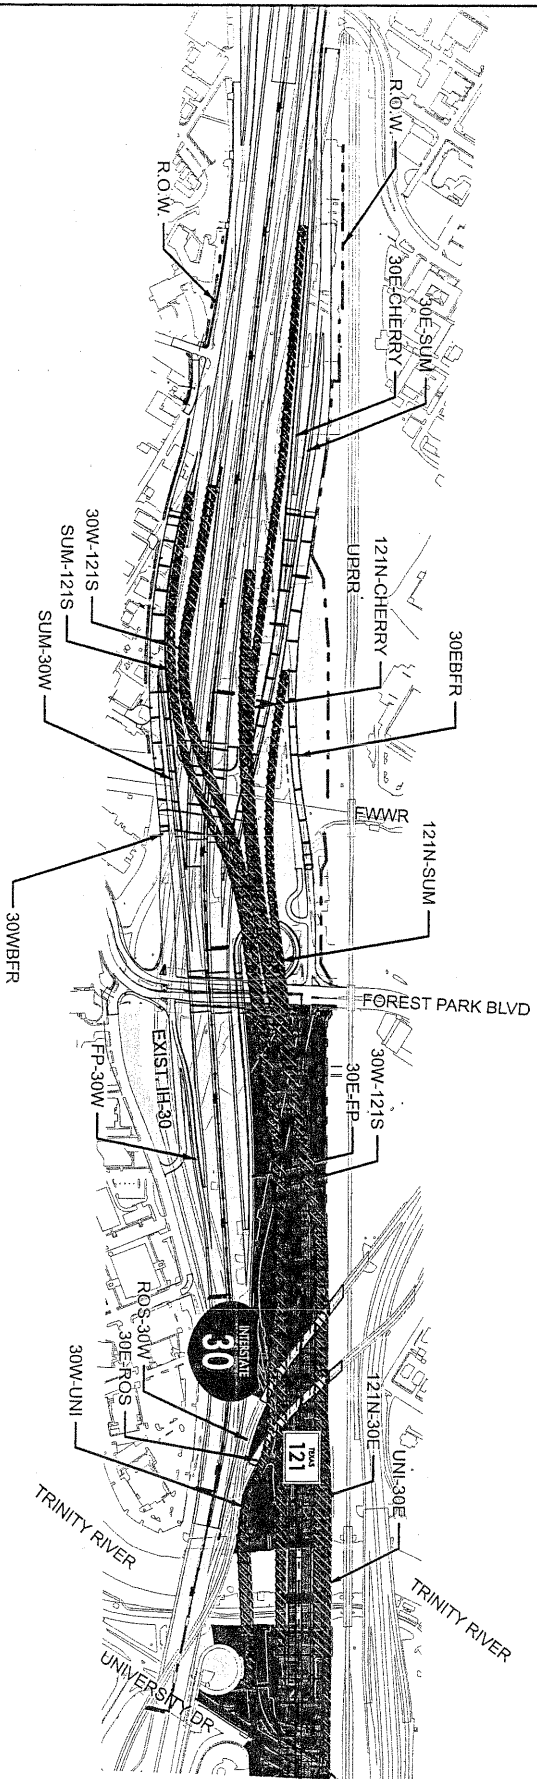 R.O.W.
R.O.W.
30E-SUM
30E-CHERRY
121N-CHERRY
UPRR
30EBFR
30W-121S
SUM-121S
SUM-30W
FWWR
121N-SUM
30WBFR
FOREST PARK BLVD
EXIST. IH-30
FP-30W
30W-121S
30E-FP
INTERSTATE
30
ROS-30W
30E-ROS
30W-UNI
TEXAS
121
121N-30E
UNI-30E
TRINITY RIVER
TRINITY RIVER
UNIVERSITY DR